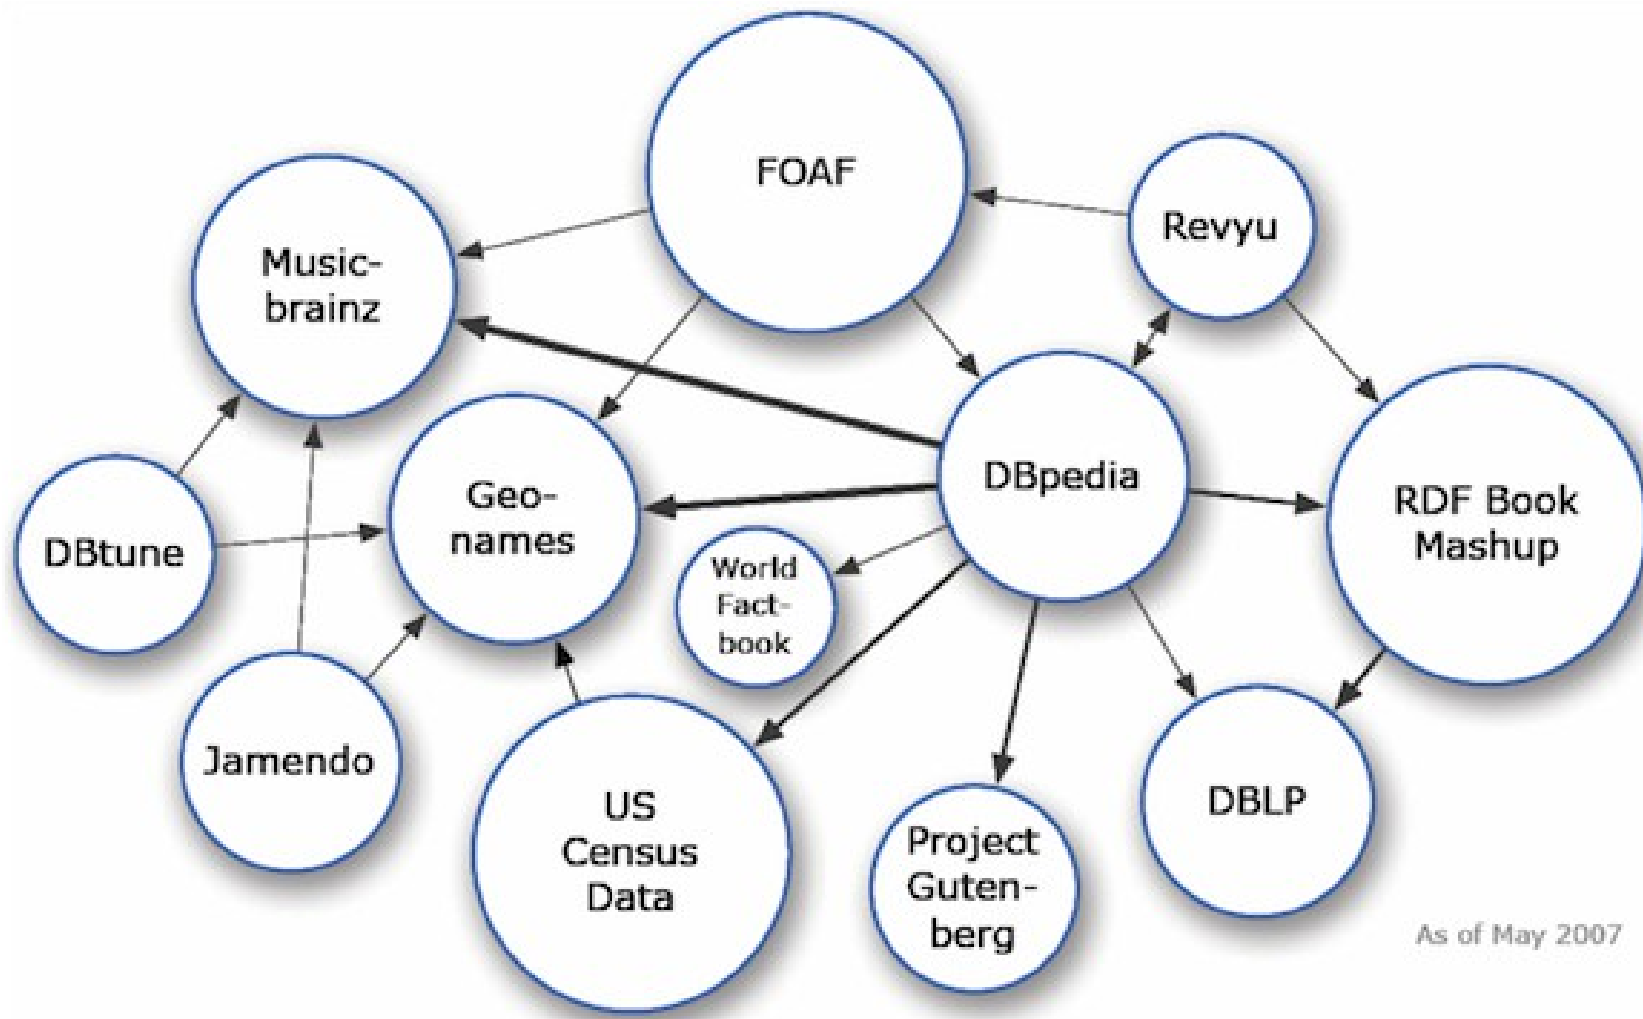 FOAF
Revyu
Music-
brainz
DBpedia
Geo-
names
RDF Book
Mashup
DBtune
World
Fact-
book
Jamendo
US
Census
Data
Project
Guten-
berg
DBLP
As of May 2007